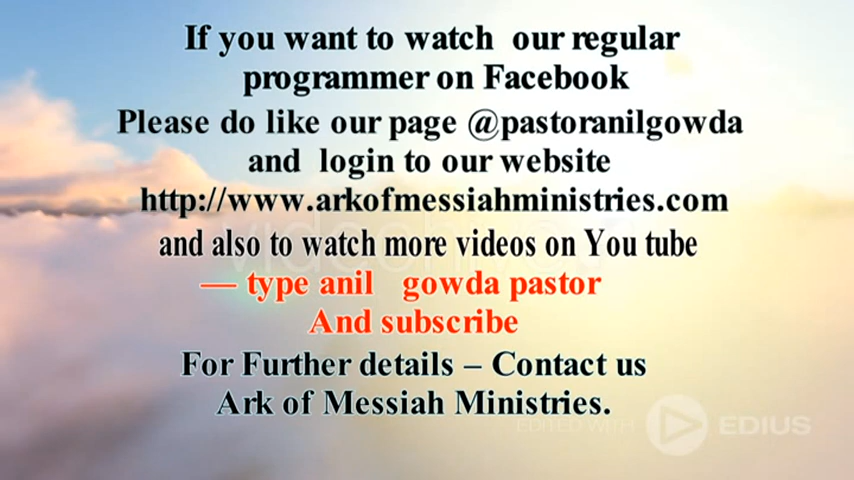 If you want to watch our regular
programmer on Facebook
Please do like our page @pastoranilgowda
and login to our website
http://www.arkofmessiahministries.com
and also to watch more videos on You tube
— type anil gowda pastor
And subscribe
For Further details – Contact us
Ark of Messiah Ministries.
EDITED WITH EDIUS